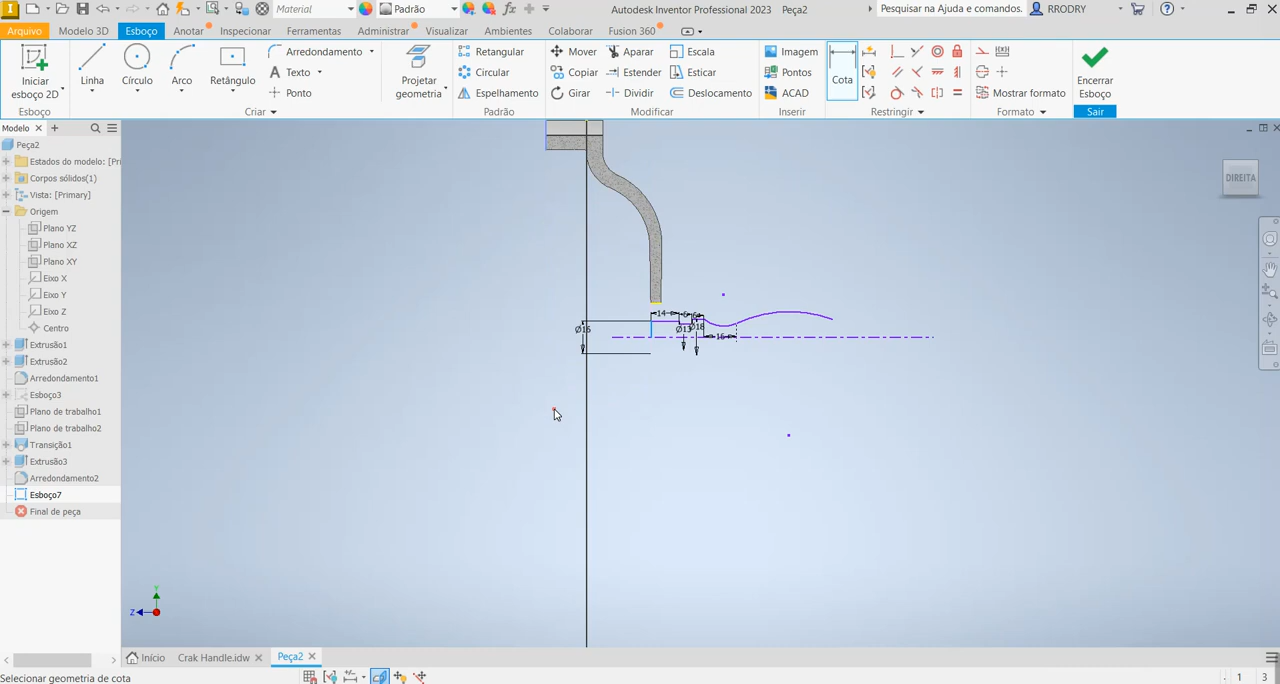 Material
Padrão
Autodesk Inventor Professional 2023 Peça2
Pesquisar na Ajuda e comandos.
RRODRY
Arquivo Modelo 3D Esboço Anotar Inspecionar Ferramentas Administrar Visualizar Ambientes Colaborar Fusion 360
Iniciar esboço 2D
Linha
Círculo
Arco
Retângulo
Arredondamento
Texto
Ponto
Projetar geometria
Retangular
Circular
Espelhamento
Mover
Copiar
Girar
Aparar
Estender
Dividir
Escala
Esticar
Deslocamento
Imagem
Pontos
ACAD
Cota
Mostrar formato
Encerrar Esboço
Esboço Criar Padrão Modificar Inserir Restringir Formato Sair
Modelo
Peça2
Estados do modelo: [Pri
Corpos sólidos(1)
Vista: [Primary]
Origem
Plano YZ
Plano XZ
Plano XY
Eixo X
Eixo Y
Eixo Z
Centro
Extrusão1
Extrusão2
Arredondamento1
Esboço3
Plano de trabalho1
Plano de trabalho2
Transição1
Extrusão3
Arredondamento2
Esboço7
Final de peça
DIREITA
14
Ø16
Ø18
16
Y
Z
Início Crak Handle.idw Peça2
Selecionar geometria de cota
1 3